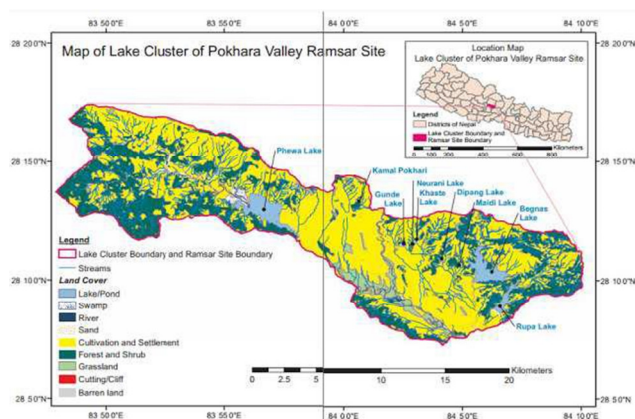 83 50'0"N
83 55'0"N
84 0'0"N
84 5'0"N
84 10'0"N
28 20'0"N
28 20'0"N
Map of Lake Cluster of Pokhara Valley Ramsar Site
Location Map
Lake Cluster of Pokhara Valley Ramsar Site
Legend
Districts of Nepal
Lake Cluster Boundary and
Ramsar Site Boundary
Kilometers
0 100 200 400 600 800
28 15'0"N
28 15'0"N
Phewa Lake
Kamal Pokhari
Gunde
Lake
Neurani Lake
Khaste
Lake
Dipang Lake
Maidi Lake
Begnas
Lake
Rupa Lake
28 10'0"N
28 10'0"N
Legend
Lake Cluster Boundary and Ramsar Site Boundary
Streams
Land Cover
Lake/Pond
Swamp
River
Sand
Cultivation and Settlement
Forest and Shrub
Grassland
Cutting/Cliff
Barren land
Kilometers
0 2.5 5 10 15 20
28 5'0"N
28 5'0"N
83 50'0"N
83 55'0"N
84 0'0"N
84 5'0"N
84 10'0"N